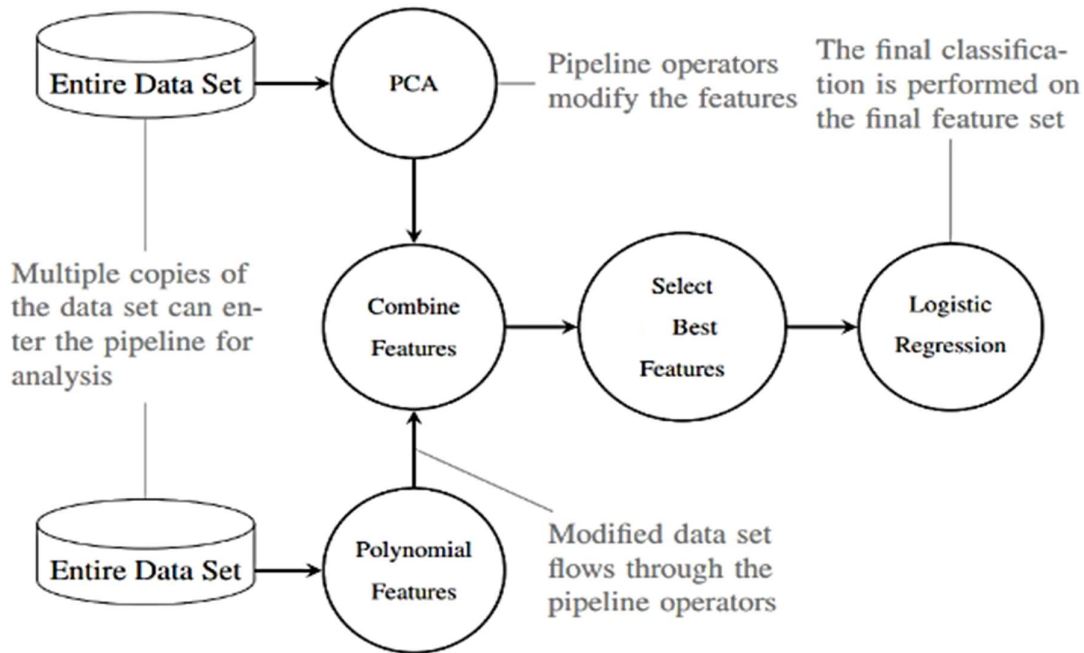 Entire Data Set
PCA
Pipeline operators
modify the features
The final classifica-
tion is performed on
the final feature set
Multiple copies of
the data set can en-
ter the pipeline for
analysis
Combine
Features
Select
Best
Features
Logistic
Regression
Entire Data Set
Polynomial
Features
Modified data set
flows through the
pipeline operators